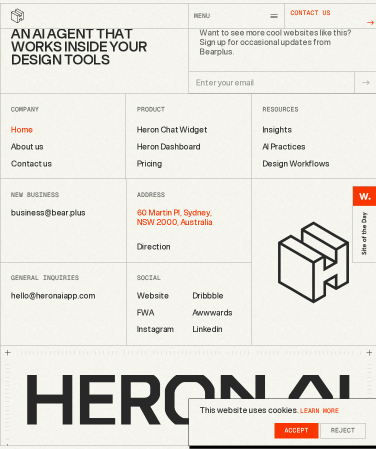 MENU
CONTACT US
→
AN AI AGENT THAT
WORKS INSIDE YOUR
DESIGN TOOLS
Want to see more cool websites like this?
Sign up for occasional updates from
Bearplus.
Enter your email
→
COMPANY
Home
About us
Contact us
PRODUCT
Heron Chat Widget
Heron Dashboard
Pricing
RESOURCES
Insights
AI Practices
Design Workflows
NEW BUSINESS
business@bear.plus
ADDRESS
60 Martin Pl, Sydney,
NSW 2000, Australia
Direction
W.
Site of the Day
GENERAL INQUIRIES
hello@heronaiapp.com
SOCIAL
Website
Dribbble
FWA
Awwwards
Instagram
Linkedin
HERON AI
This website uses cookies. LEARN MORE
ACCEPT
REJECT